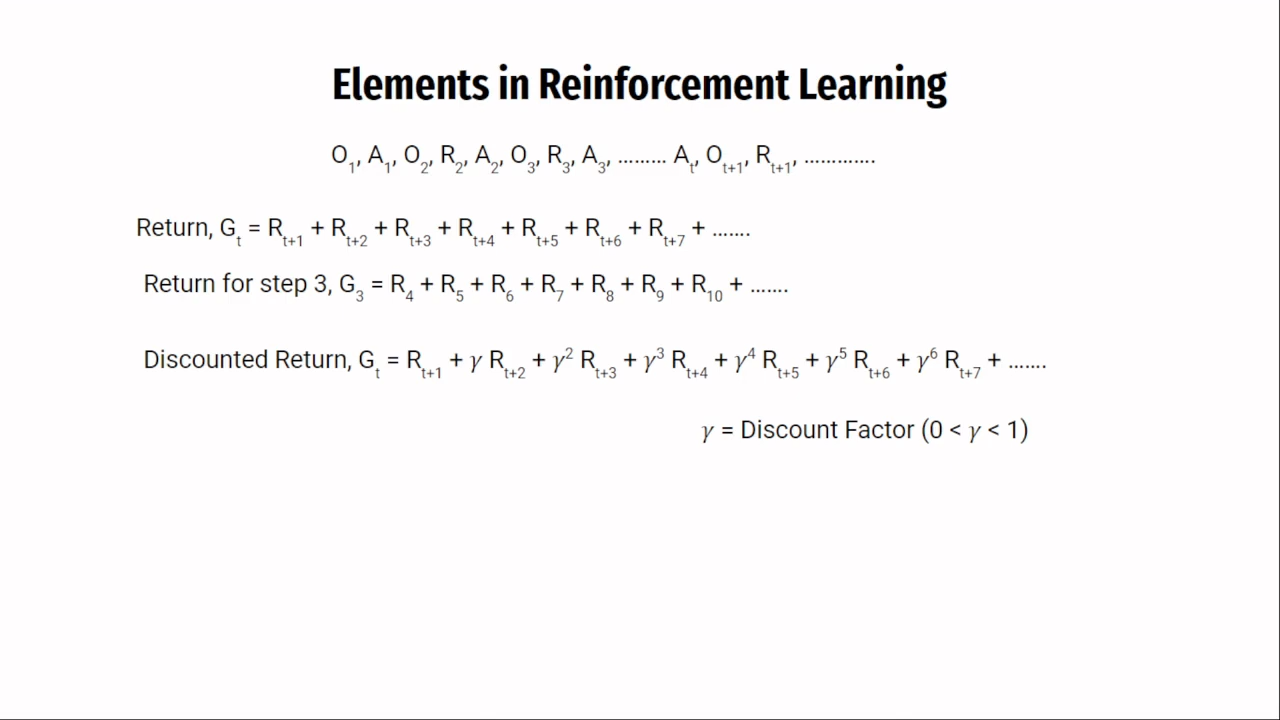 Elements in Reinforcement Learning
O₁, A₁, O₂, R₂, A₂, O₃, R₃, A₃, ......... Aₜ, Oₜ₊₁, Rₜ₊₁, .............
Return, Gₜ = Rₜ₊₁ + Rₜ₊₂ + Rₜ₊₃ + Rₜ₊₄ + Rₜ₊₅ + Rₜ₊₆ + Rₜ₊₇ + .......
Return for step 3, G₃ = R₄ + R₅ + R₆ + R₇ + R₈ + R₉ + R₁₀ + .......
Discounted Return, Gₜ = Rₜ₊₁ + γ Rₜ₊₂ + γ² Rₜ₊₃ + γ³ Rₜ₊₄ + γ⁴ Rₜ₊₅ + γ⁵ Rₜ₊₆ + γ⁶ Rₜ₊₇ + .......
γ = Discount Factor (0 < γ < 1)